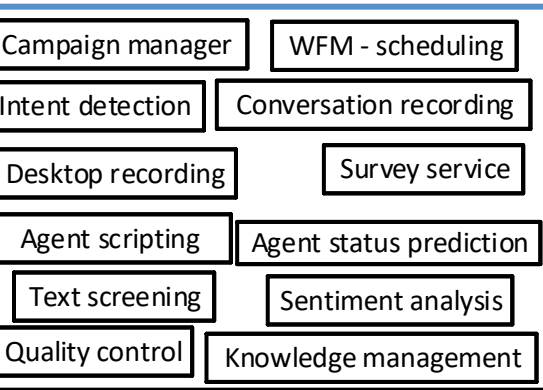 Campaign manager
WFM - scheduling
Intent detection
Conversation recording
Desktop recording
Survey service
Agent scripting
Agent status prediction
Text screening
Sentiment analysis
Quality control
Knowledge management